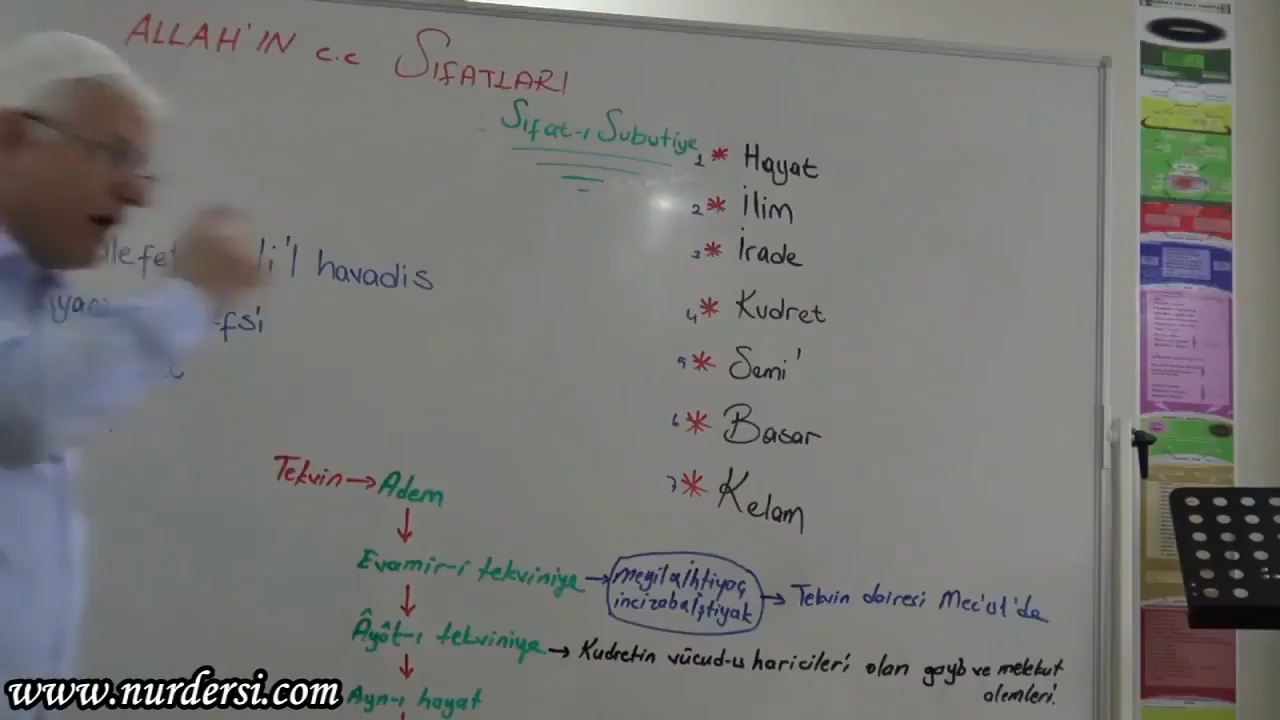 ALLAH'IN c.c SIFATLARI
Sıfat-ı Subutiye
1 * Hayat
2 * İlim
3 * İrade
4 * Kudret
5 * Semi'
6 * Basar
7 * Kelam
havadis
Tekvin → Adem
Evamir-i tekviniye → meyil ihtiyaç → Tekvin dairesi Mec'ul'de
incizab iştiyak
Âyât-ı tekviniye → Kudretin vücud-u haricileri olan gayb ve melekut
alemleri.
Ayn-ı hayat
www.nurdersi.com